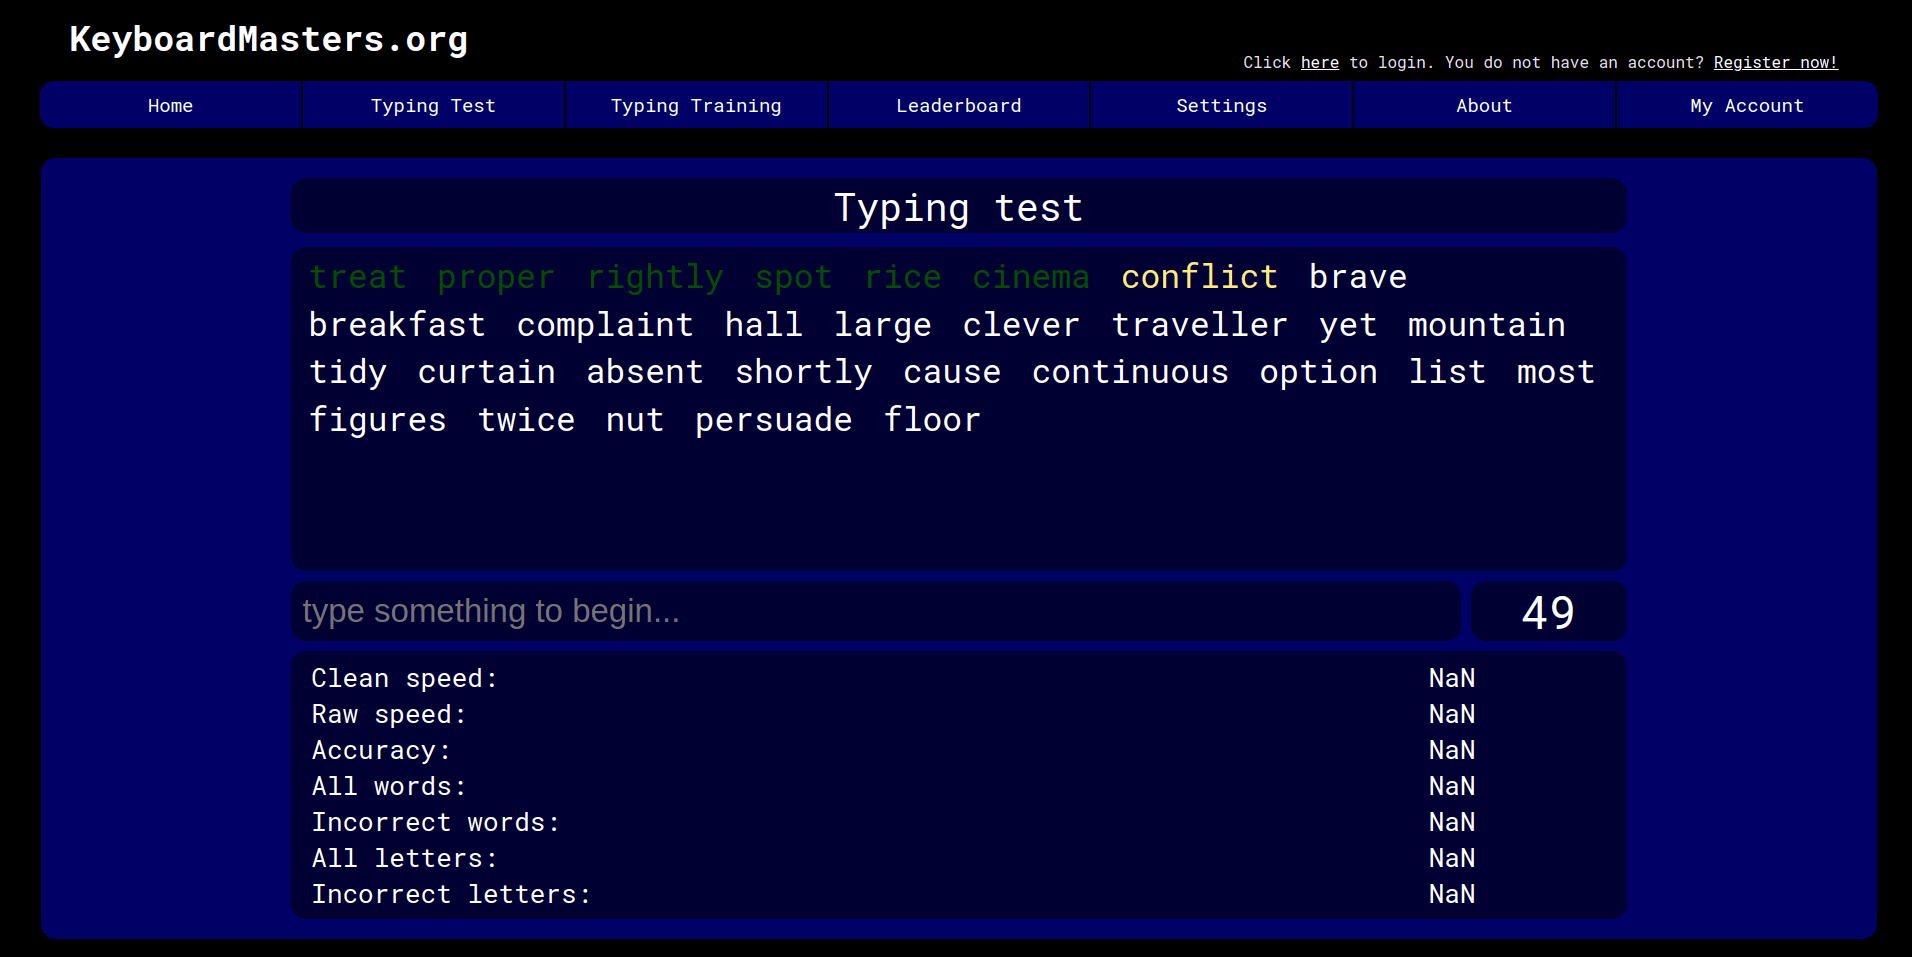 KeyboardMasters.org
Click here to login. You do not have an account? Register now!
Home Typing Test Typing Training Leaderboard Settings About My Account
Typing test
treat proper rightly spot rice cinema conflict brave
breakfast complaint hall large clever traveller yet mountain
tidy curtain absent shortly cause continuous option list most
figures twice nut persuade floor
type something to begin... 49
Clean speed: NaN
Raw speed: NaN
Accuracy: NaN
All words: NaN
Incorrect words: NaN
All letters: NaN
Incorrect letters: NaN